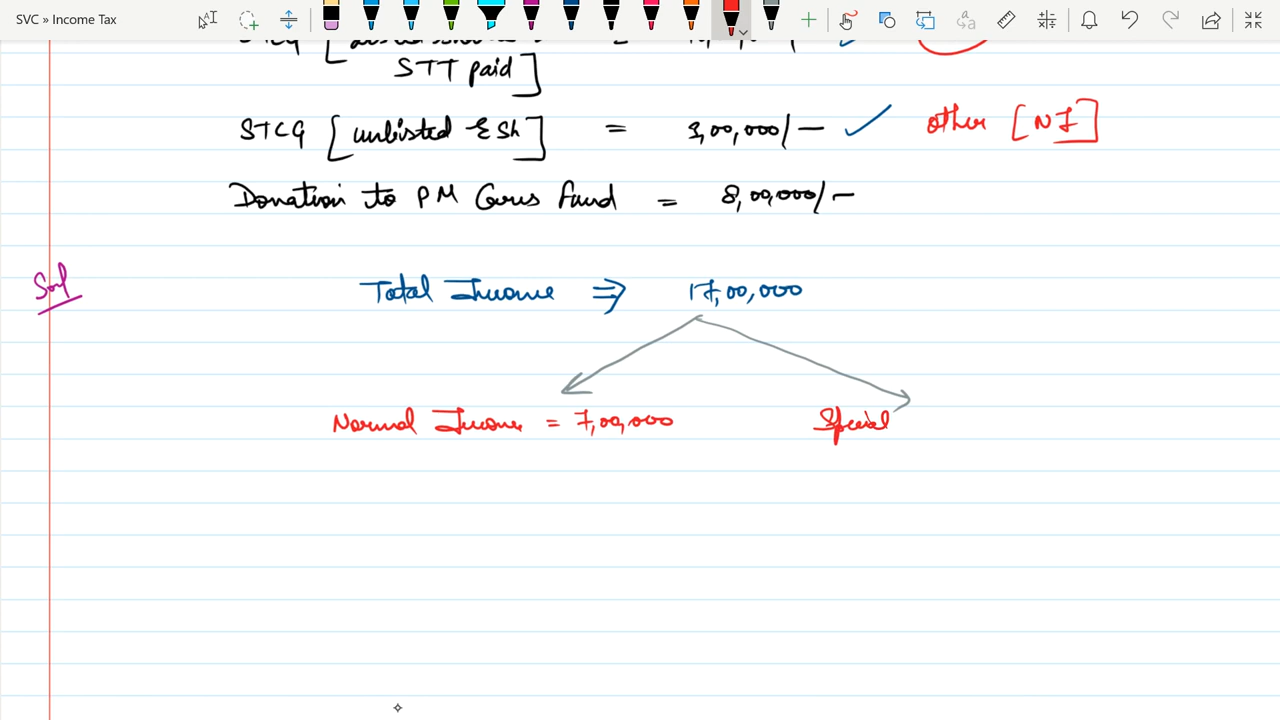 SVC » Income Tax
STT paid]
STCG [unlisted E Sh] = 3,00,000/- ✓ other [NI]
Donation to PM Cares Fund = 8,00,000/-
Sol Total Income ⇒ 17,00,000
Normal Income = 7,00,000 Special